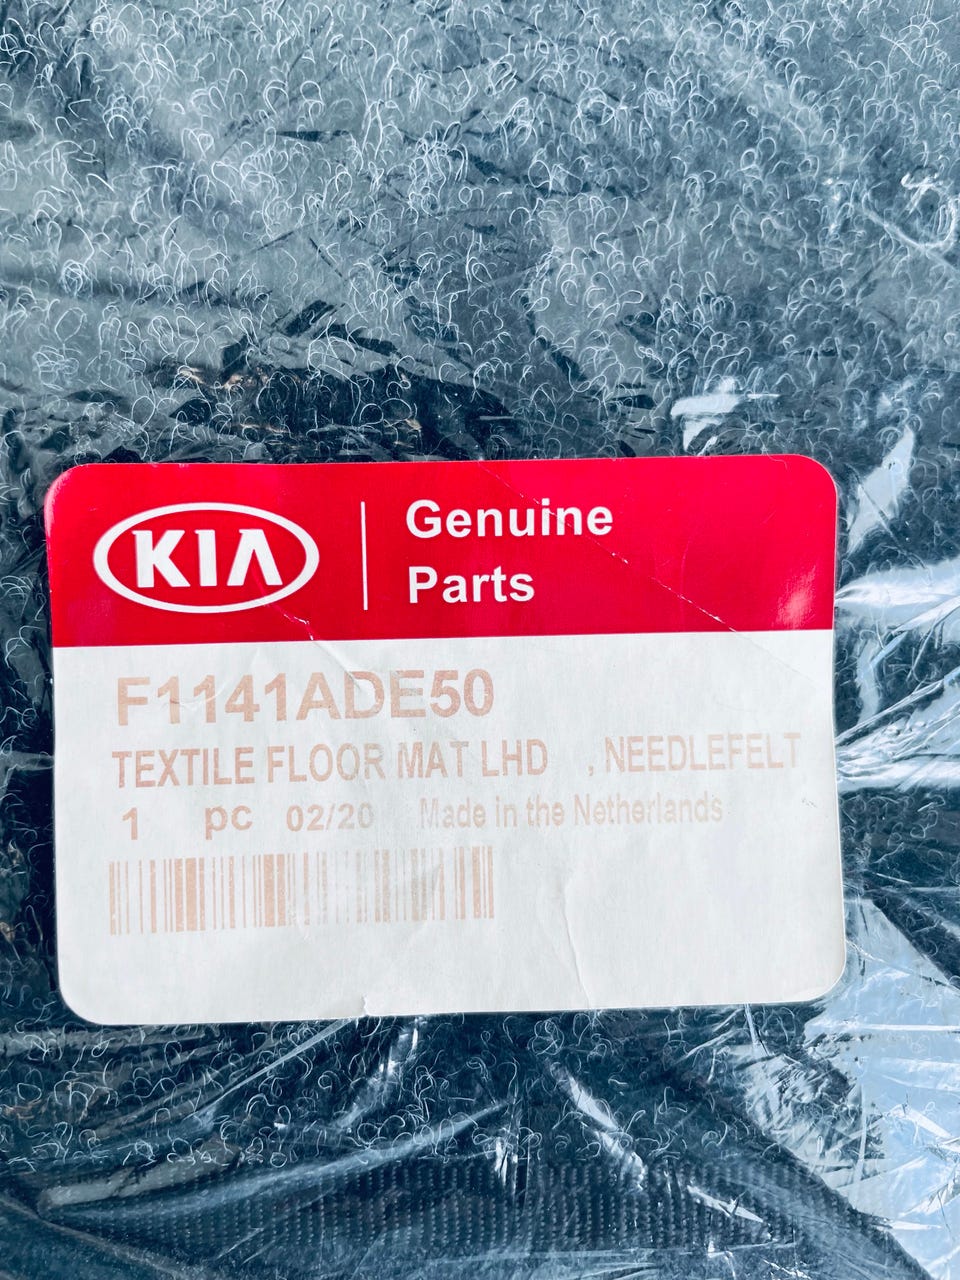 KIA
Genuine
Parts
F1141ADE50
TEXTILE FLOOR MAT LHD , NEEDLEFELT
1 pc 02/20 Made in the Netherlands